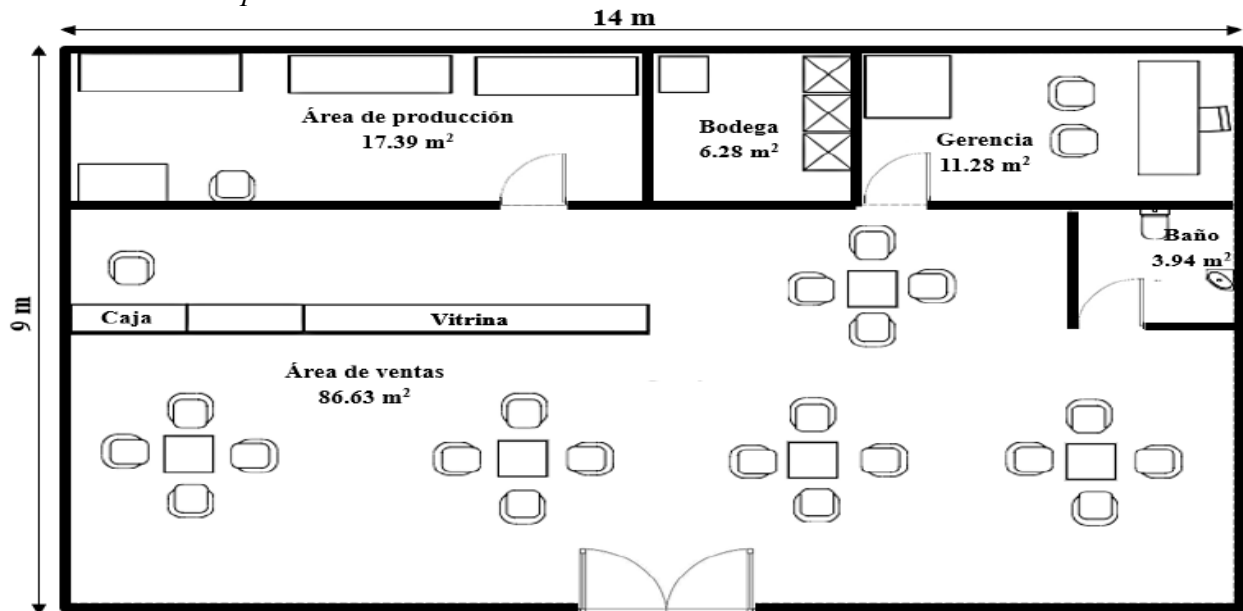 14 m
9 m
Área de producción
17.39 m²
Bodega
6.28 m²
Gerencia
11.28 m²
Baño
3.94 m²
Caja
Vitrina
Área de ventas
86.63 m²